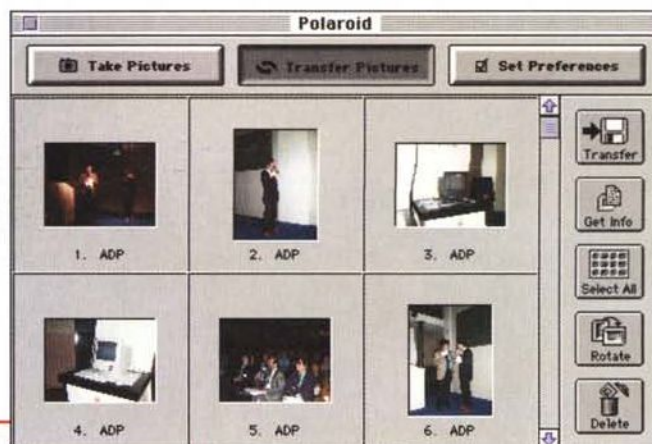 Polaroid
Take Pictures
Transfer Pictures
Set Preferences
1. ADP
2. ADP
3. ADP
4. ADP
5. ADP
6. ADP
Transfer
Get Info
Select All
Rotate
Delete